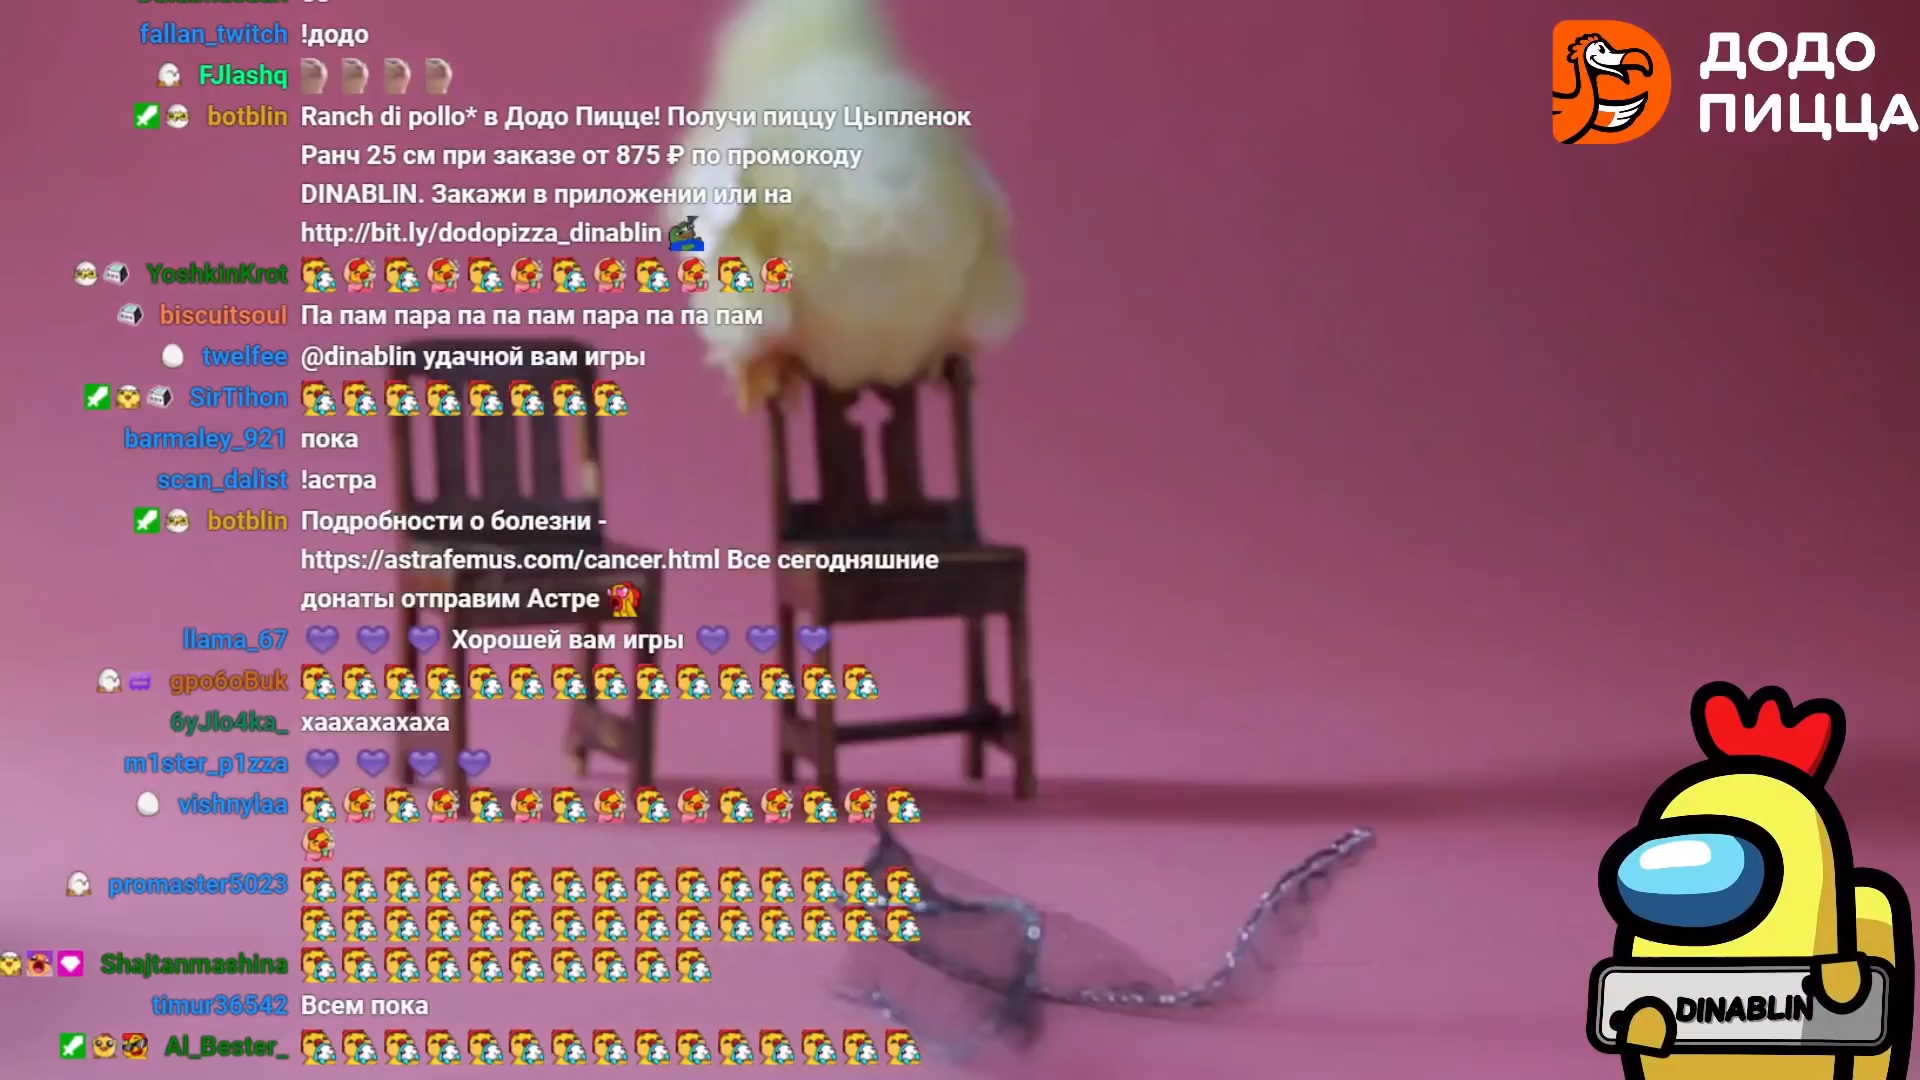 fallan_twitch !додо
FJlashq
botblin Ranch di pollo* в Додо Пицце! Получи пиццу Цыпленок
Ранч 25 см при заказе от 875 ₽ по промокоду
DINABLIN. Закажи в приложении или на
http://bit.ly/dodopizza_dinablin
YoshkinKrot
biscuitsoul Па пам пара па па пам пара па па пам
twelfee @dinablin удачной вам игры
SirTihon
barmaley_921 пока
scan_dalist !астра
botblin Подробности о болезни -
https://astrafemus.com/cancer.html Все сегодняшние
донаты отправим Астре
llama_67 💜 💜 💜 Хорошей вам игры 💜 💜 💜
gpo6oBuk
6yJlo4ka_ хаахахахаха
m1ster_p1zza 💜 💜 💜 💜
vishnylaa
promaster5023
Shajtanmashina
timur36542 Всем пока
Al_Bester_
ДОДО
ПИЦЦА
DINABLIN